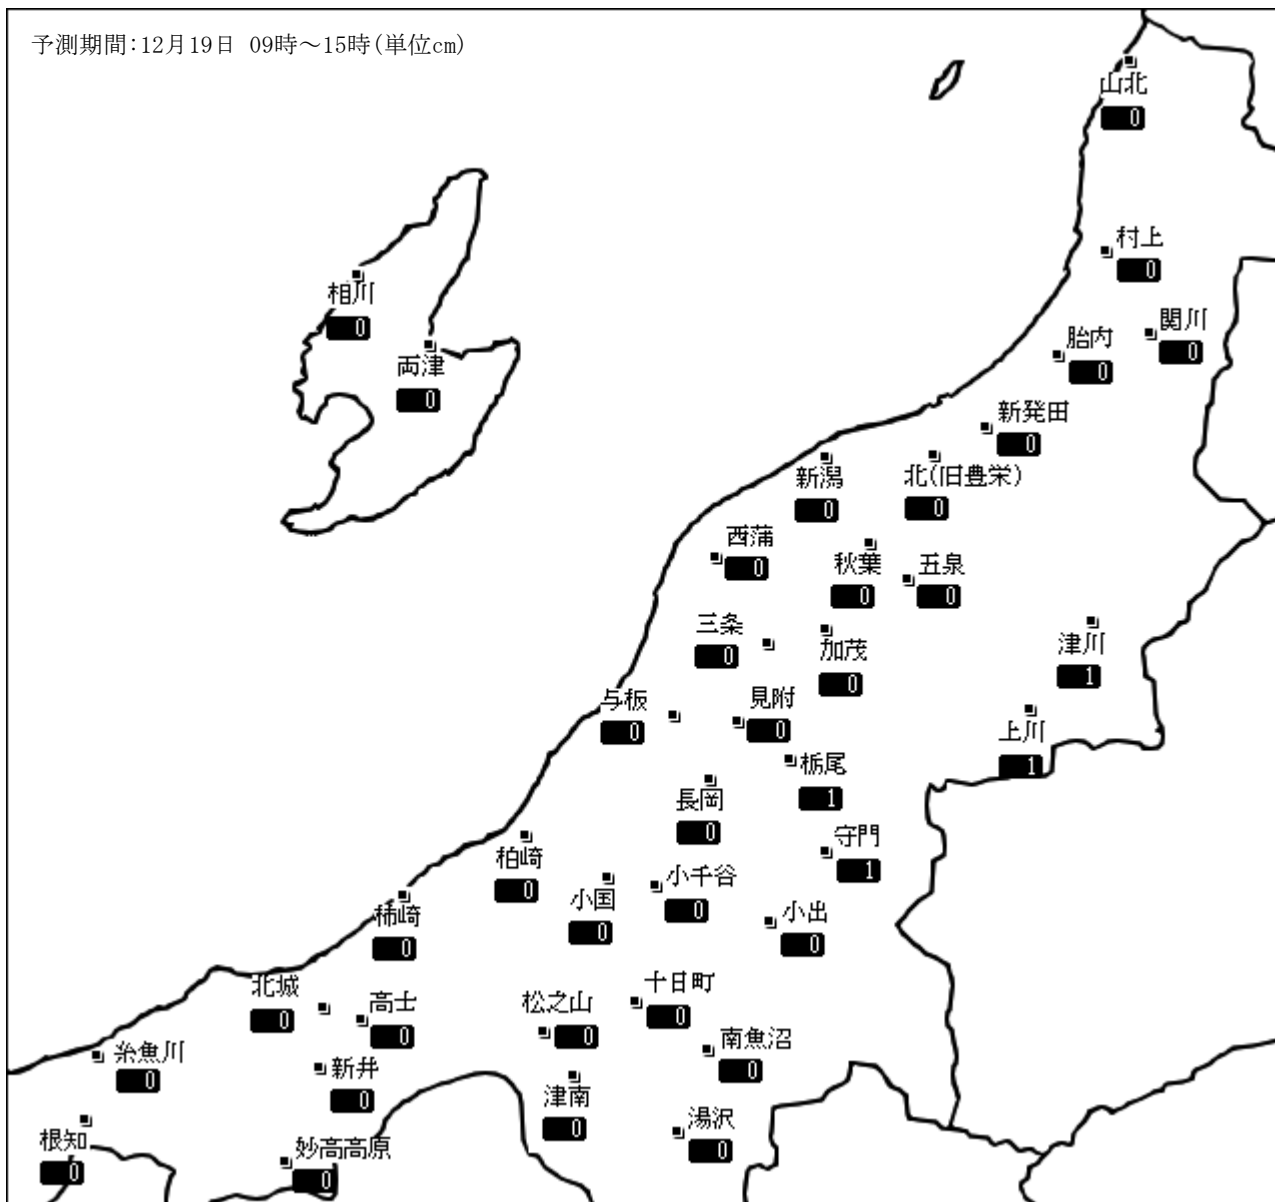 予測期間:12月19日 09時～15時(単位cm)
山北
0
村上
0
相川
0
関川
0
胎内
0
両津
0
新発田
0
新潟
0
北(旧豊栄)
0
西蒲
0
秋葉
0
五泉
0
三条
0
加茂
0
津川
1
与板
0
見附
0
上川
1
栃尾
1
長岡
0
守門
1
柏崎
0
小千谷
0
小国
0
小出
0
柿崎
0
北城
0
高士
0
松之山
0
十日町
0
南魚沼
0
糸魚川
0
新井
0
津南
0
湯沢
0
根知
0
妙高高原
0